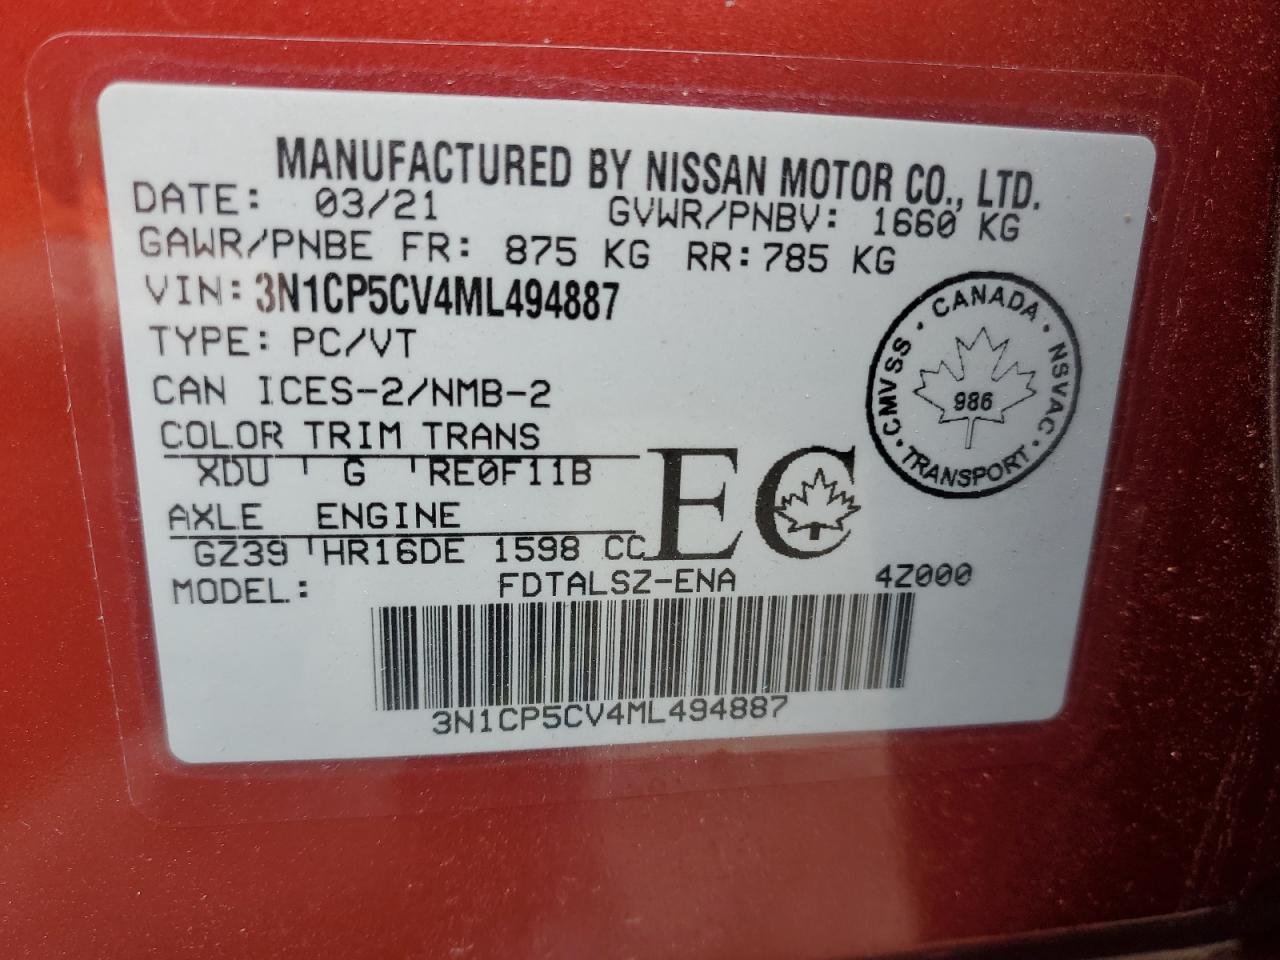 MANUFACTURED BY NISSAN MOTOR CO., LTD.
DATE: 03/21 GVWR/PNBV: 1660 KG
GAWR/PNBE FR: 875 KG RR: 785 KG
VIN: 3N1CP5CV4ML494887
TYPE: PC/VT
CAN ICES-2/NMB-2
COLOR TRIM TRANS
XDU G RE0F11B
AXLE ENGINE
GZ39 HR16DE 1598 CC
EC
CANADA • NSVAC • TRANSPORT • CMVSS •
986
MODEL: FDTALSZ-ENA 4Z000
3N1CP5CV4ML494887